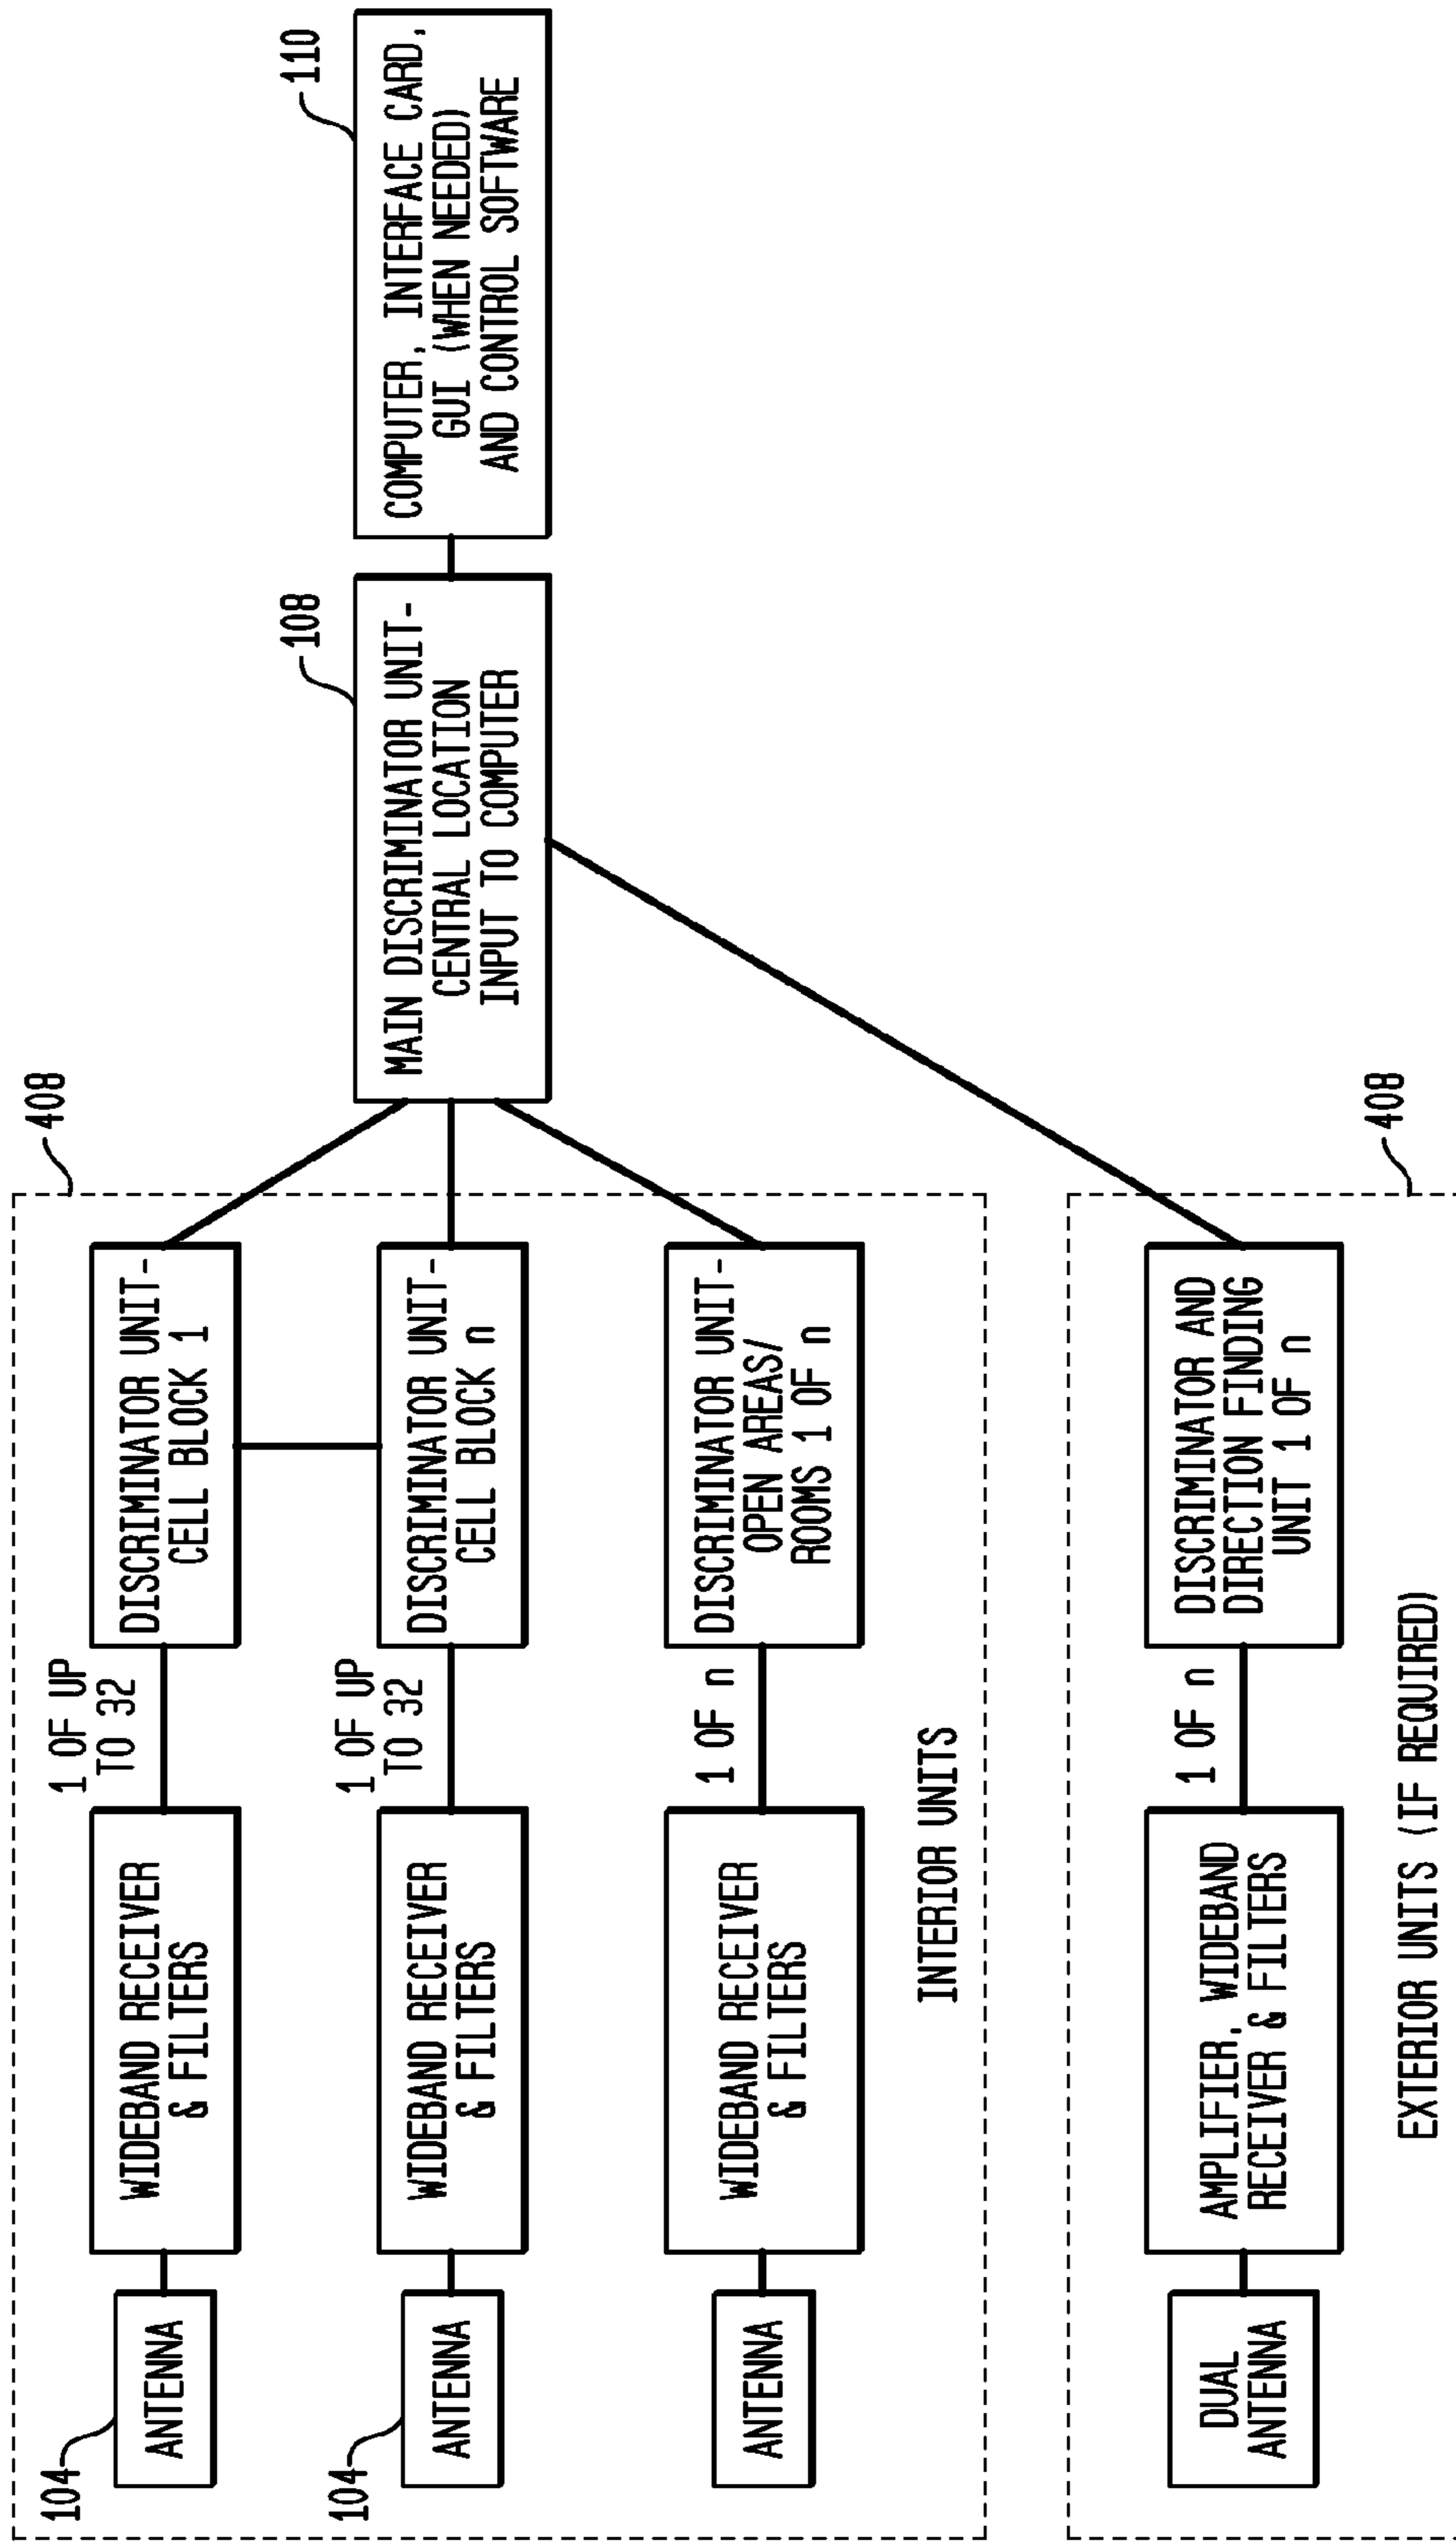 104
ANTENNA
WIDEBAND RECEIVER
& FILTERS
1 OF UP
TO 32
DISCRIMINATOR UNIT-
CELL BLOCK 1
408
104
ANTENNA
WIDEBAND RECEIVER
& FILTERS
1 OF UP
TO 32
DISCRIMINATOR UNIT-
CELL BLOCK n
ANTENNA
WIDEBAND RECEIVER
& FILTERS
1 OF n
DISCRIMINATOR UNIT-
OPEN AREAS/
ROOMS 1 OF n
INTERIOR UNITS
108
MAIN DISCRIMINATOR UNIT-
CENTRAL LOCATION
INPUT TO COMPUTER
110
COMPUTER, INTERFACE CARD,
GUI (WHEN NEEDED)
AND CONTROL SOFTWARE
DUAL
ANTENNA
AMPLIFIER, WIDEBAND
RECEIVER & FILTERS
1 OF n
DISCRIMINATOR AND
DIRECTION FINDING
UNIT 1 OF n
408
EXTERIOR UNITS (IF REQUIRED)